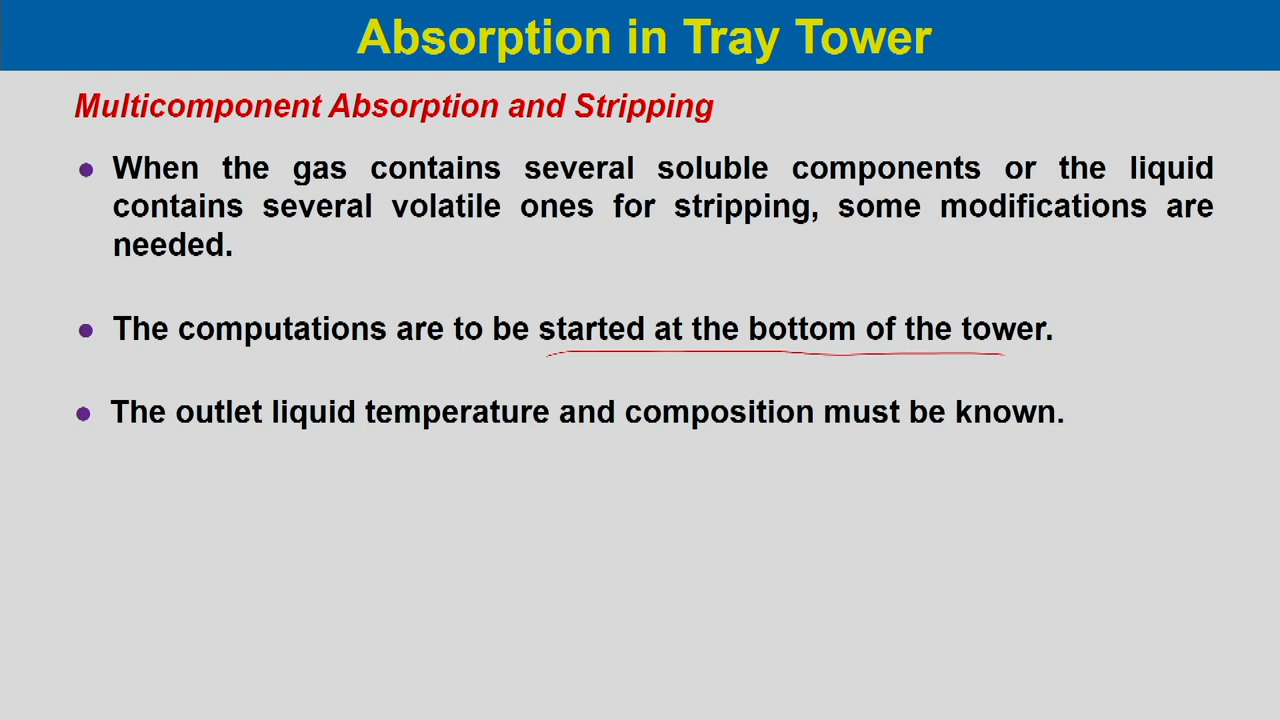 Absorption in Tray Tower
Multicomponent Absorption and Stripping
● When the gas contains several soluble components or the liquid
contains several volatile ones for stripping, some modifications are
needed.
● The computations are to be started at the bottom of the tower.
● The outlet liquid temperature and composition must be known.